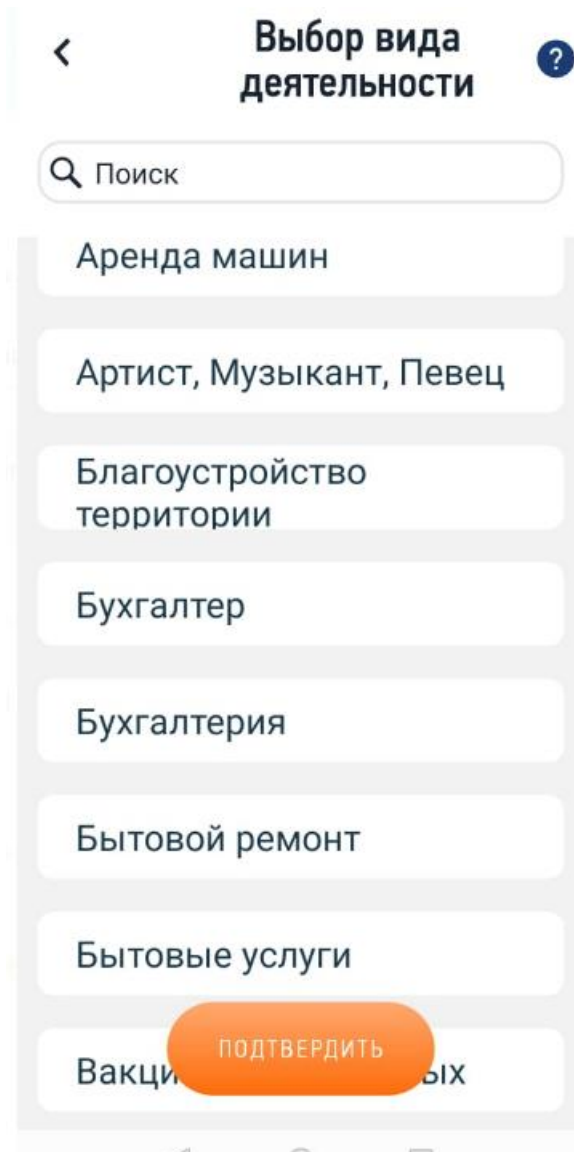 Выбор вида
деятельности
?
Поиск
Аренда машин
Артист, Музыкант, Певец
Благоустройство
территории
Бухгалтер
Бухгалтерия
Бытовой ремонт
Бытовые услуги
ПОДТВЕРДИТЬ